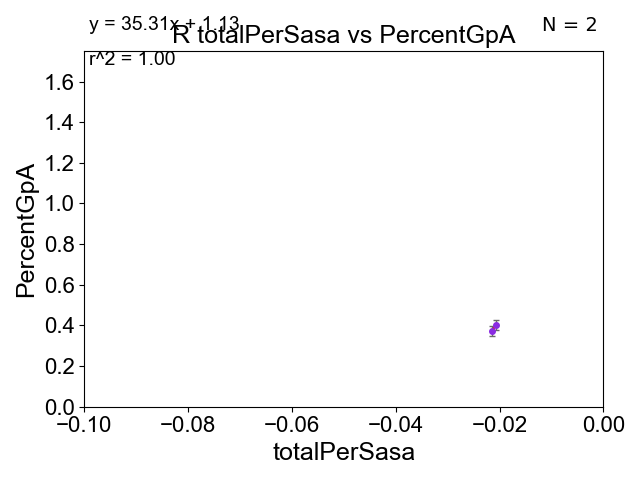 y = 35.31x + 1.13
R totalPerSasa vs PercentGpA
N = 2
r^2 = 1.00
PercentGpA
1.6
1.4
1.2
1.0
0.8
0.6
0.4
0.2
0.0
−0.10 −0.08 −0.06 −0.04 −0.02 0.00
totalPerSasa